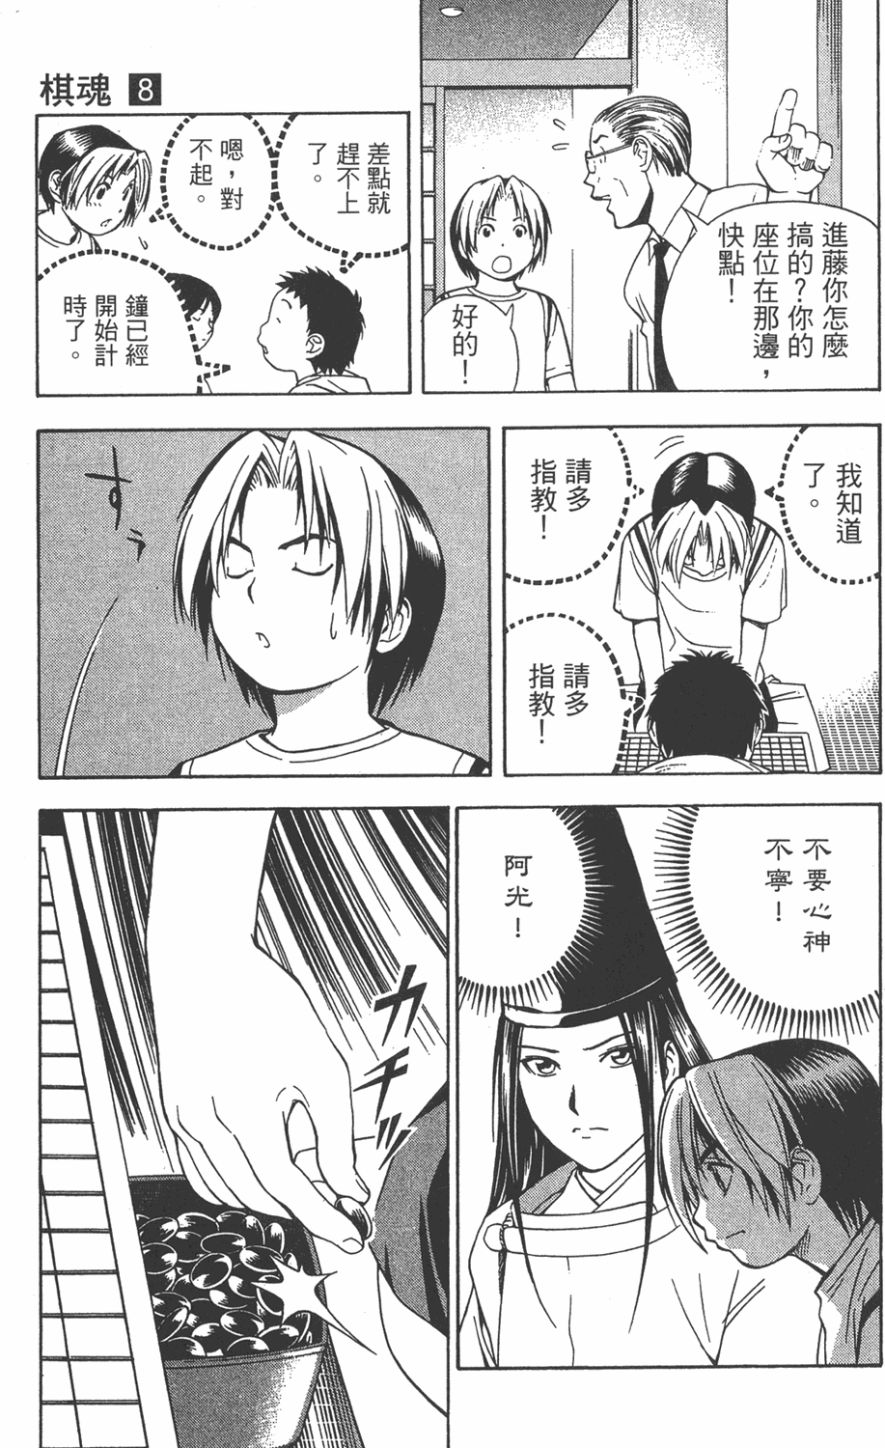 棋魂 8
進藤你怎麼
搞的?你的
座位在那邊,
快點!
好的!
差點就
趕不上
了。
嗯,對
不起。
鐘已經
開始計
時了。
我知道
了。
請多
指教!
請多
指教!
すぅ
不要心神
不寧!
阿光!
カチッ